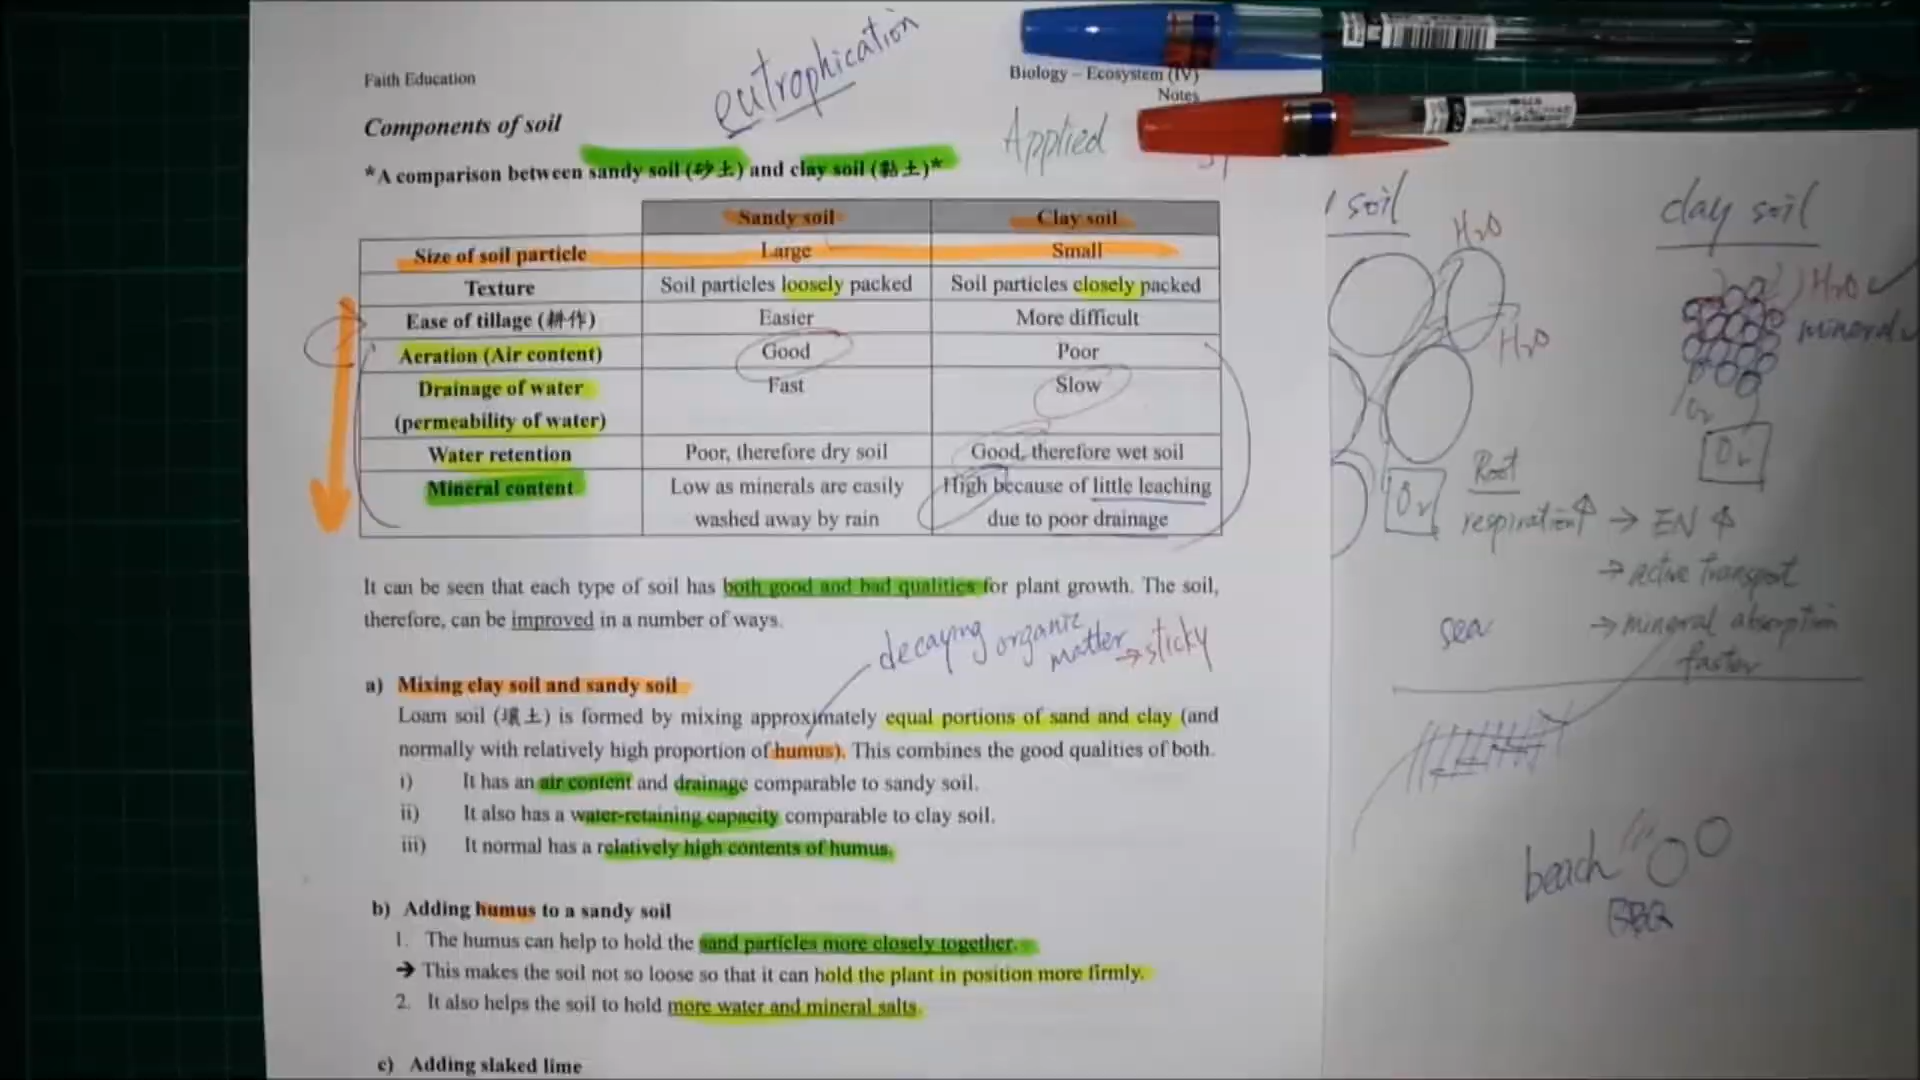 eutrophication
Faith Education
Biology – Ecosystem (IV)
Notes
Components of soil
Applied
*A comparison between sandy soil (砂土) and clay soil (黏土)*
Sandy soil Clay soil
Size of soil particle Large Small
Texture Soil particles loosely packed Soil particles closely packed
Ease of tillage (耕作) Easier More difficult
Aeration (Air content) Good Poor
Drainage of water Fast Slow
(permeability of water)
Water retention Poor, therefore dry soil Good, therefore wet soil
Mineral content Low as minerals are easily High because of little leaching
washed away by rain due to poor drainage
It can be seen that each type of soil has both good and bad qualities for plant growth. The soil,
therefore, can be improved in a number of ways.
decaying organic
matter → sticky
a) Mixing clay soil and sandy soil
Loam soil (壤土) is formed by mixing approximately equal portions of sand and clay (and
normally with relatively high proportion of humus). This combines the good qualities of both.
i) It has an air content and drainage comparable to sandy soil.
ii) It also has a water-retaining capacity comparable to clay soil.
iii) It normal has a relatively high contents of humus.
b) Adding humus to a sandy soil
1. The humus can help to hold the sand particles more closely together.
➔ This makes the soil not so loose so that it can hold the plant in position more firmly.
2. It also helps the soil to hold more water and mineral salts.
c) Adding slaked lime
soil
clay soil
H2O
H2O
H2O
mineral
O2
O2
O2
Root
respiration↑ → EN ↑
→ active transport
→ mineral absorption
faster
sea
beach
BBQ